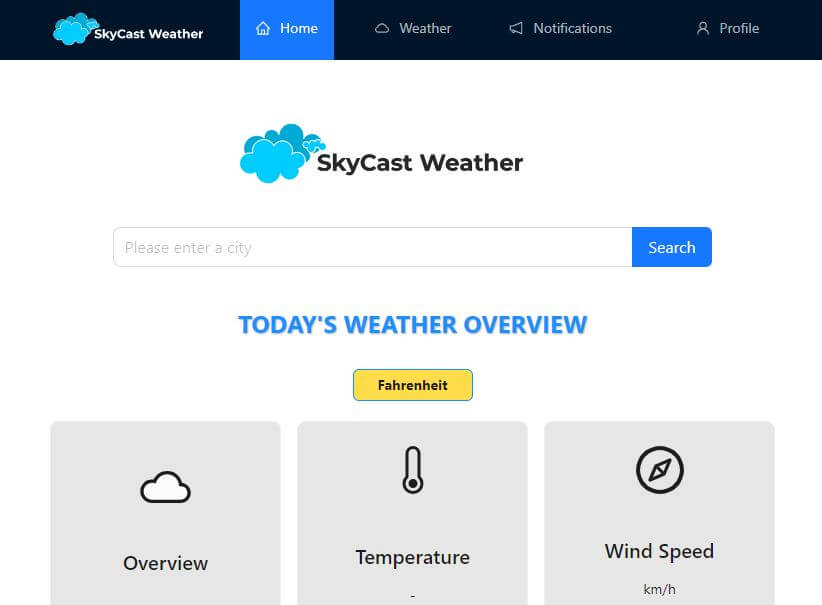 SkyCast Weather
Home
Weather
Notifications
Profile
SkyCast Weather
Please enter a city
Search
TODAY'S WEATHER OVERVIEW
Fahrenheit
Overview
Temperature
Wind Speed
-
km/h